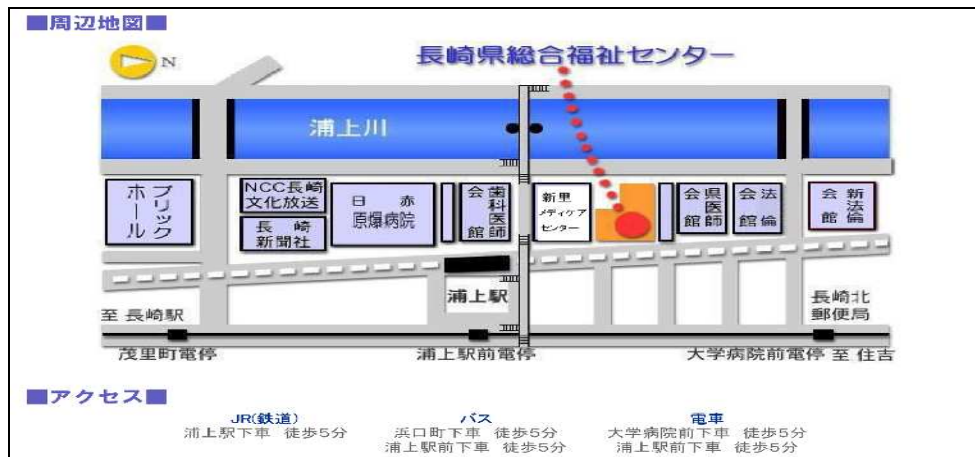 ■周辺地図■
N
長崎県総合福祉センター
浦上川
ブリック
ホール
NCC長崎
文化放送
長崎
新聞社
日赤
原爆病院
歯科医師
会館
新里
メディケア
センター
県医師
会館
法倫
会館
新法倫
会館
浦上駅
至 長崎駅
長崎北
郵便局
茂里町電停
浦上駅前電停
大学病院前電停
至 住吉
■アクセス■
JR(鉄道)
浦上駅下車 徒歩5分
バス
浜口町下車 徒歩5分
浦上駅前下車 徒歩5分
電車
大学病院前下車 徒歩5分
浦上駅前下車 徒歩5分